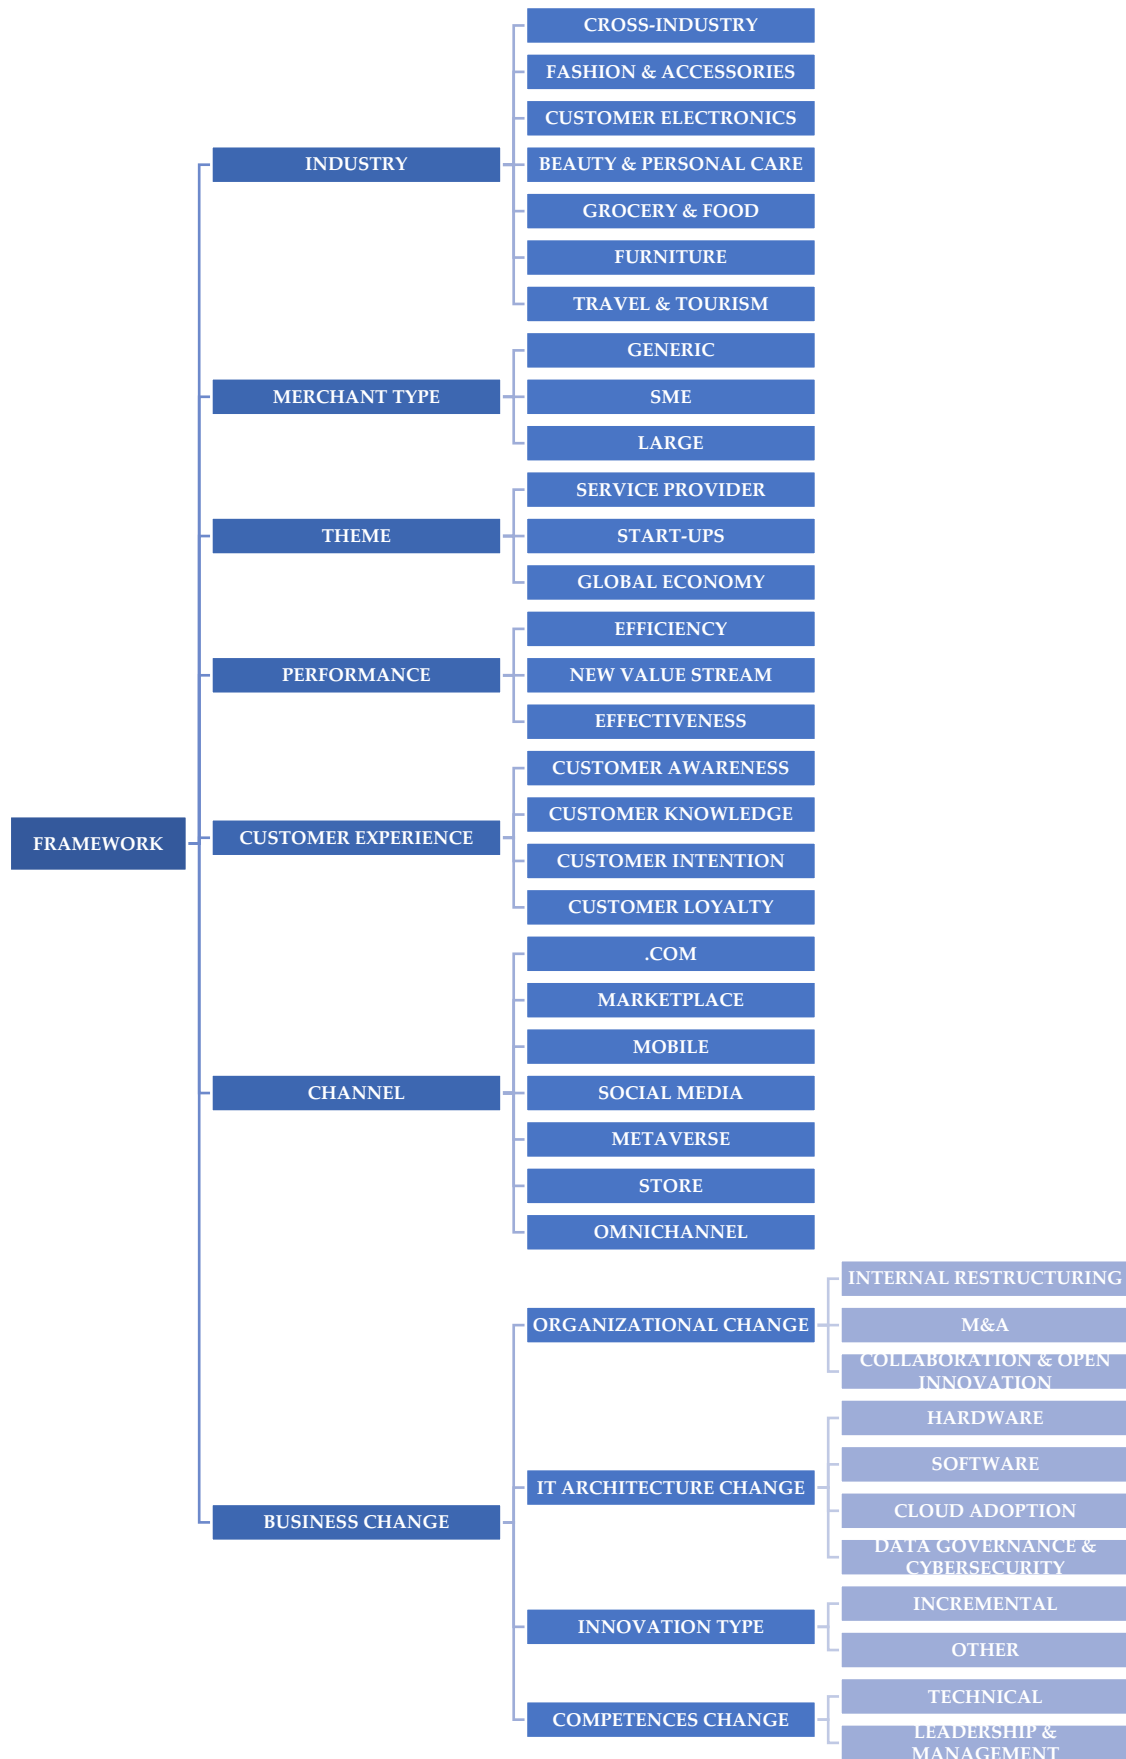 FRAMEWORK
INDUSTRY
CROSS-INDUSTRY
FASHION & ACCESSORIES
CUSTOMER ELECTRONICS
BEAUTY & PERSONAL CARE
GROCERY & FOOD
FURNITURE
TRAVEL & TOURISM
MERCHANT TYPE
GENERIC
SME
LARGE
THEME
SERVICE PROVIDER
START-UPS
GLOBAL ECONOMY
PERFORMANCE
EFFICIENCY
NEW VALUE STREAM
EFFECTIVENESS
CUSTOMER EXPERIENCE
CUSTOMER AWARENESS
CUSTOMER KNOWLEDGE
CUSTOMER INTENTION
CUSTOMER LOYALTY
CHANNEL
.COM
MARKETPLACE
MOBILE
SOCIAL MEDIA
METAVERSE
STORE
OMNICHANNEL
BUSINESS CHANGE
ORGANIZATIONAL CHANGE
INTERNAL RESTRUCTURING
M&A
COLLABORATION & OPEN
INNOVATION
IT ARCHITECTURE CHANGE
HARDWARE
SOFTWARE
CLOUD ADOPTION
DATA GOVERNANCE &
CYBERSECURITY
INNOVATION TYPE
INCREMENTAL
OTHER
COMPETENCES CHANGE
TECHNICAL
LEADERSHIP &
MANAGEMENT